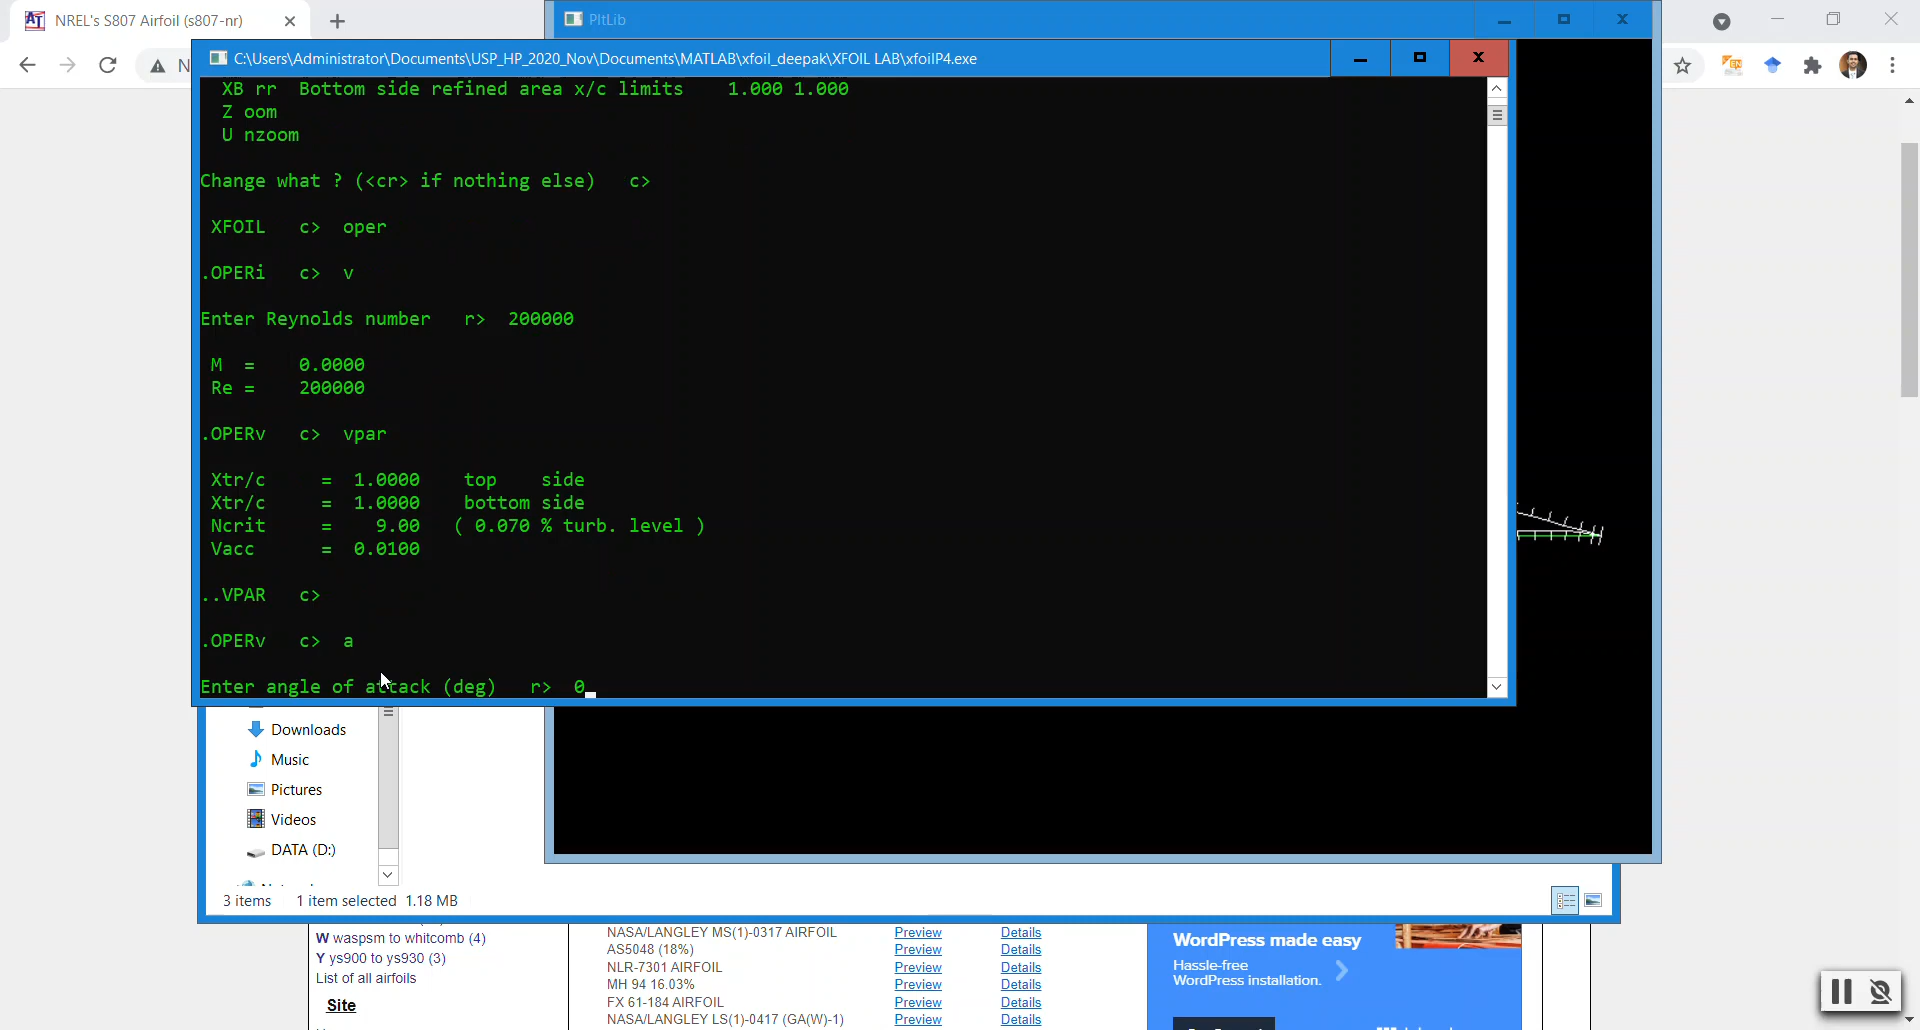 NREL's S807 Airfoil (s807-nr)
PltLib
N
C:\Users\Administrator\Documents\USP_HP_2020_Nov\Documents\MATLAB\xfoil_deepak\XFOIL LAB\xfoilP4.exe
XB rr Bottom side refined area x/c limits 1.000 1.000
Z oom
U nzoom
Change what ? (<cr> if nothing else) c>
XFOIL c> oper
.OPERi c> v
Enter Reynolds number r> 200000
M = 0.0000
Re = 200000
.OPERv c> vpar
Xtr/c = 1.0000 top side
Xtr/c = 1.0000 bottom side
Ncrit = 9.00 ( 0.070 % turb. level )
Vacc = 0.0100
..VPAR c>
.OPERv c> a
Enter angle of attack (deg) r> 0
Downloads
Music
Pictures
Videos
DATA (D:)
3 items 1 item selected 1.18 MB
W waspsm to whitcomb (4)
Y ys900 to ys930 (3)
List of all airfoils
Site
NASA/LANGLEY MS(1)-0317 AIRFOIL Preview Details
AS5048 (18%) Preview Details
NLR-7301 AIRFOIL Preview Details
MH 94 16.03% Preview Details
FX 61-184 AIRFOIL Preview Details
NASA/LANGLEY LS(1)-0417 (GA(W)-1) Preview Details
WordPress made easy
Hassle-free
WordPress installation.